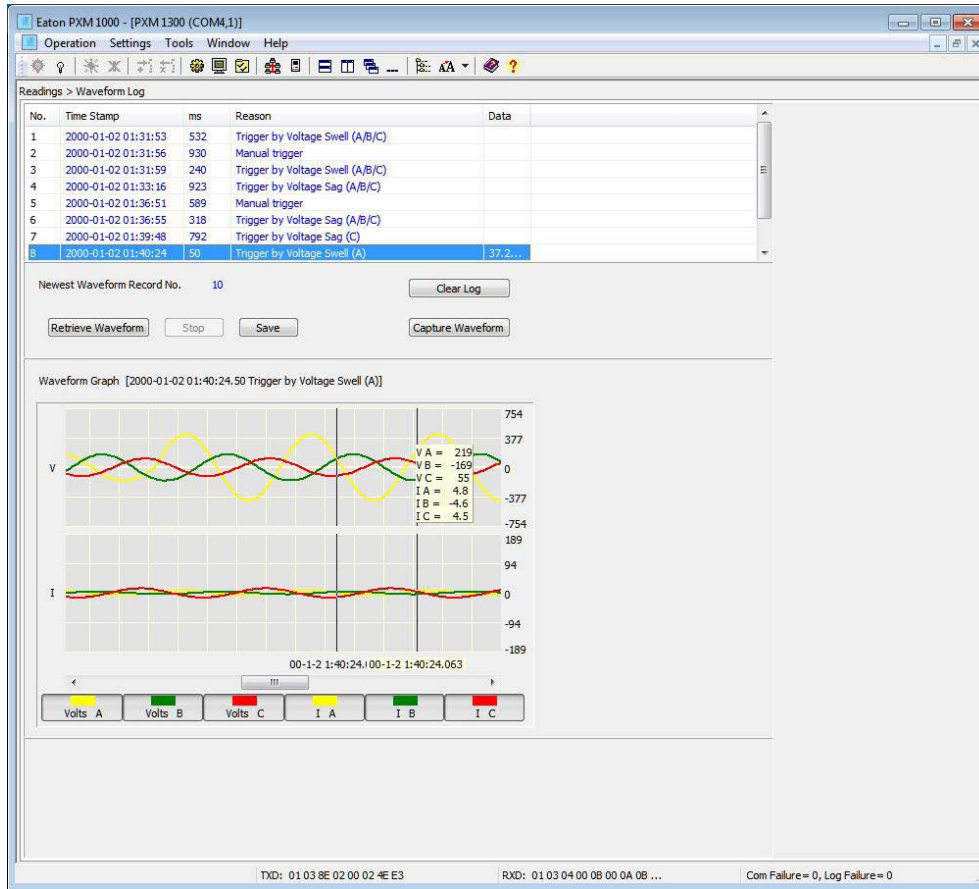 Eaton PXM 1000 - [PXM 1300 (COM4,1)]
Operation Settings Tools Window Help
Readings > Waveform Log
No. Time Stamp ms Reason Data
1 2000-01-02 01:31:53 532 Trigger by Voltage Swell (A/B/C)
2 2000-01-02 01:31:56 930 Manual trigger
3 2000-01-02 01:31:59 240 Trigger by Voltage Swell (A/B/C)
4 2000-01-02 01:33:16 923 Trigger by Voltage Sag (A/B/C)
5 2000-01-02 01:36:51 589 Manual trigger
6 2000-01-02 01:36:55 318 Trigger by Voltage Sag (A/B/C)
7 2000-01-02 01:39:48 792 Trigger by Voltage Sag (C)
8 2000-01-02 01:40:24 50 Trigger by Voltage Swell (A) 37.2...
Newest Waveform Record No. 10
Clear Log
Retrieve Waveform Stop Save Capture Waveform
Waveform Graph [2000-01-02 01:40:24.50 Trigger by Voltage Swell (A)]
754
377
V 0
-377
-754
V A = 219
V B = -169
V C = 55
I A = 4.8
I B = -4.6
I C = 4.5
189
94
I 0
-94
-189
00-1-2 1:40:24. 00-1-2 1:40:24.063
Volts A Volts B Volts C I A I B I C
TXD: 01 03 8E 02 00 02 4E E3 RXD: 01 03 04 00 0B 00 0A 0B ... Com Failure= 0, Log Failure= 0